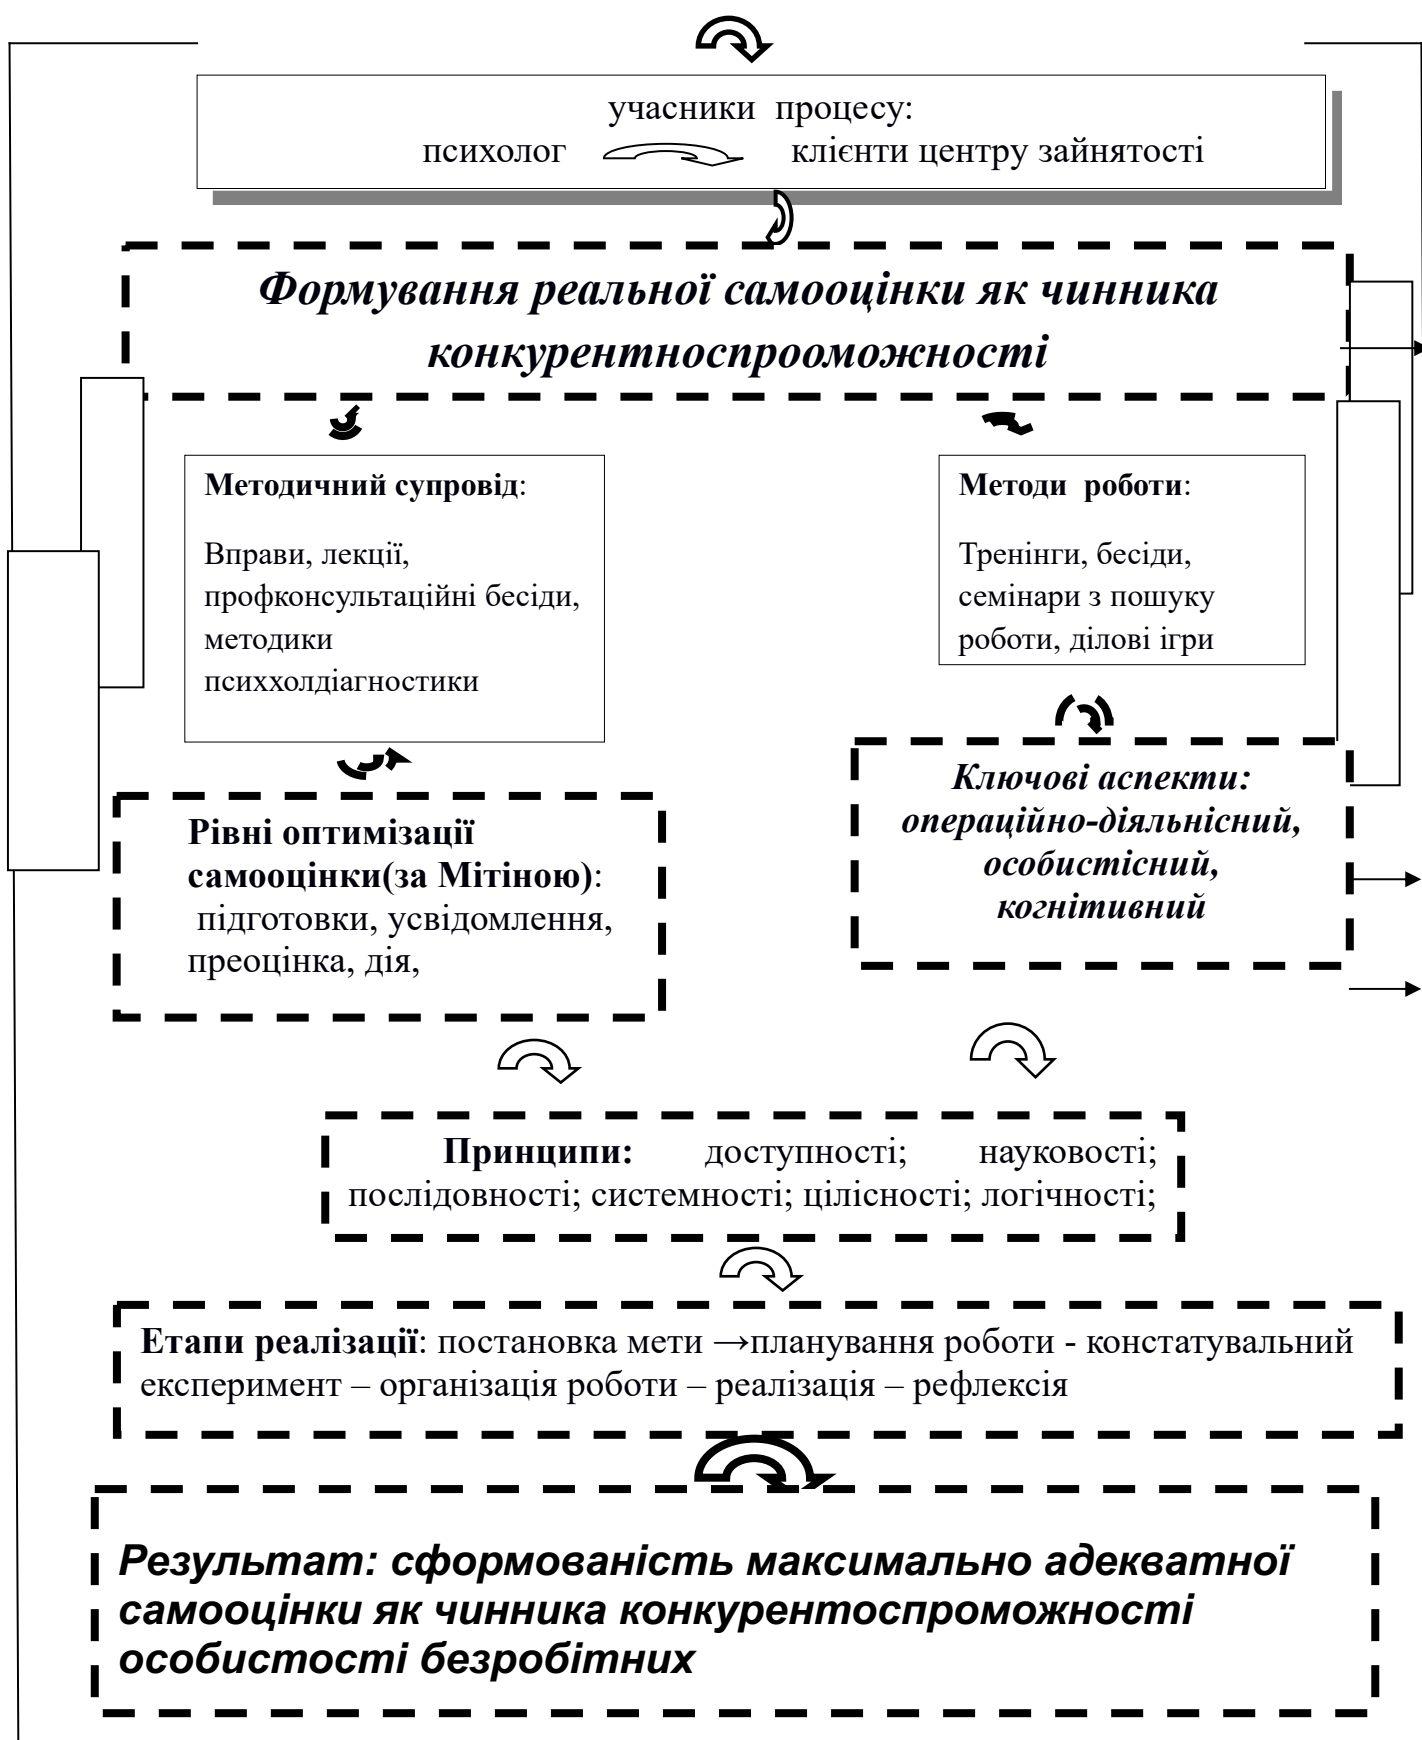 учасники процесу:
психолог клієнти центру зайнятості
Формування реальної самооцінки як чинника
конкурентноспрооможності
Методичний супровід:
Вправи, лекції,
профконсультаційні бесіди,
методики
психхолдіагностики
Методи роботи:
Тренінги, бесіди,
семінари з пошуку
роботи, ділові ігри
Рівні оптимізації
самооцінки(за Мітіною):
підготовки, усвідомлення,
преоцінка, дія,
Ключові аспекти:
операційно-діяльнісний,
особистісний,
когнітивний
Принципи: доступності; науковості;
послідовності; системності; цілісності; логічності;
Етапи реалізації: постановка мети →планування роботи - констатувальний
експеримент – організація роботи – реалізація – рефлексія
Результат: сформованість максимально адекватної
самооцінки як чинника конкурентоспроможності
особистості безробітних